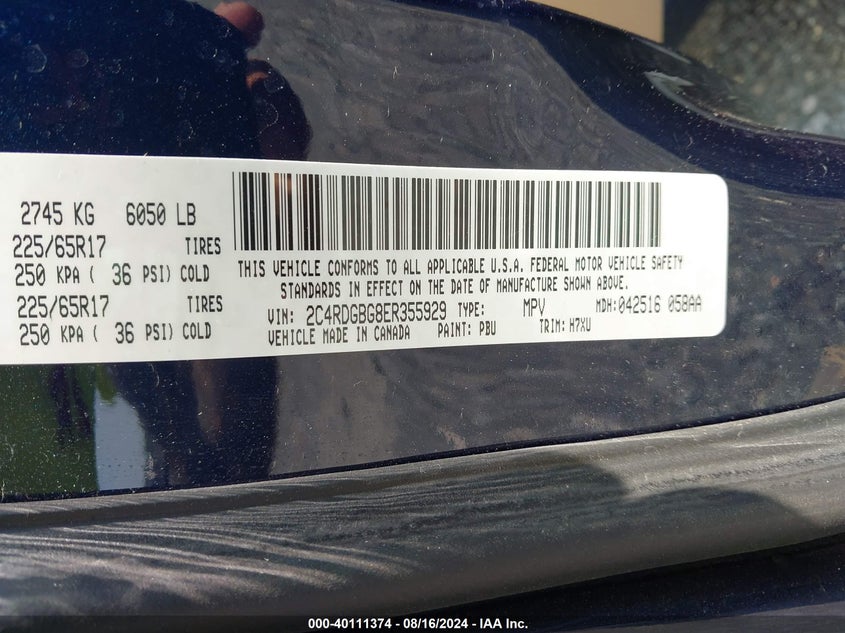 2745 KG 6050 LB
225/65R17 TIRES
250 KPA ( 36 PSI) COLD
225/65R17 TIRES
250 KPA ( 36 PSI) COLD
THIS VEHICLE CONFORMS TO ALL APPLICABLE U.S.A. FEDERAL MOTOR VEHICLE SAFETY
STANDARDS IN EFFECT ON THE DATE OF MANUFACTURE SHOWN ABOVE.
VIN: 2C4RDGBG8ER355929 TYPE: MPV MDH: 042516 058AA
VEHICLE MADE IN CANADA PAINT: PBU TRIM: H7XU
000-40111374 - 08/16/2024 - IAA Inc.